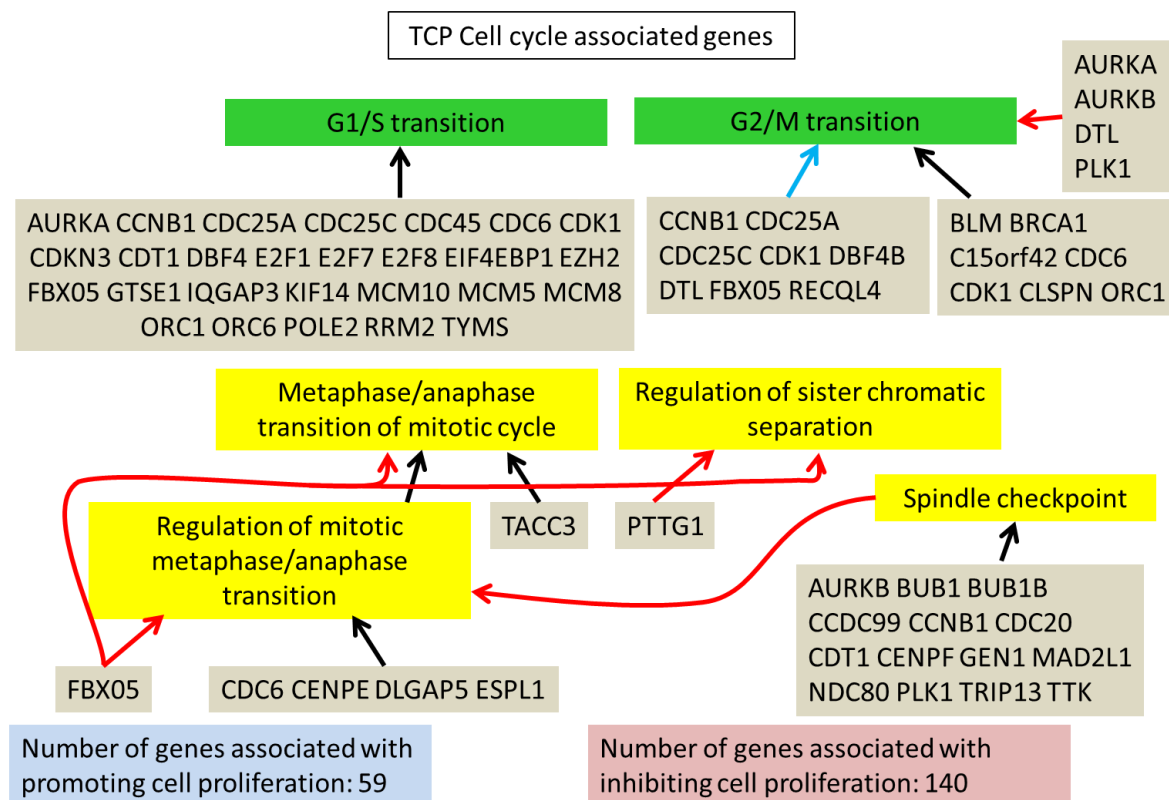 TCP Cell cycle associated genes
G1/S transition
G2/M transition
AURKA
AURKB
DTL
PLK1
AURKA CCNB1 CDC25A CDC25C CDC45 CDC6 CDK1
CDKN3 CDT1 DBF4 E2F1 E2F7 E2F8 EIF4EBP1 EZH2
FBX05 GTSE1 IQGAP3 KIF14 MCM10 MCM5 MCM8
ORC1 ORC6 POLE2 RRM2 TYMS
CCNB1 CDC25A
CDC25C CDK1 DBF4B
DTL FBX05 RECQL4
BLM BRCA1
C15orf42 CDC6
CDK1 CLSPN ORC1
Metaphase/anaphase
transition of mitotic cycle
Regulation of sister chromatic
separation
Regulation of mitotic
metaphase/anaphase
transition
TACC3
PTTG1
Spindle checkpoint
AURKB BUB1 BUB1B
CCDC99 CCNB1 CDC20
CDT1 CENPF GEN1 MAD2L1
NDC80 PLK1 TRIP13 TTK
FBX05
CDC6 CENPE DLGAP5 ESPL1
Number of genes associated with
promoting cell proliferation: 59
Number of genes associated with
inhibiting cell proliferation: 140